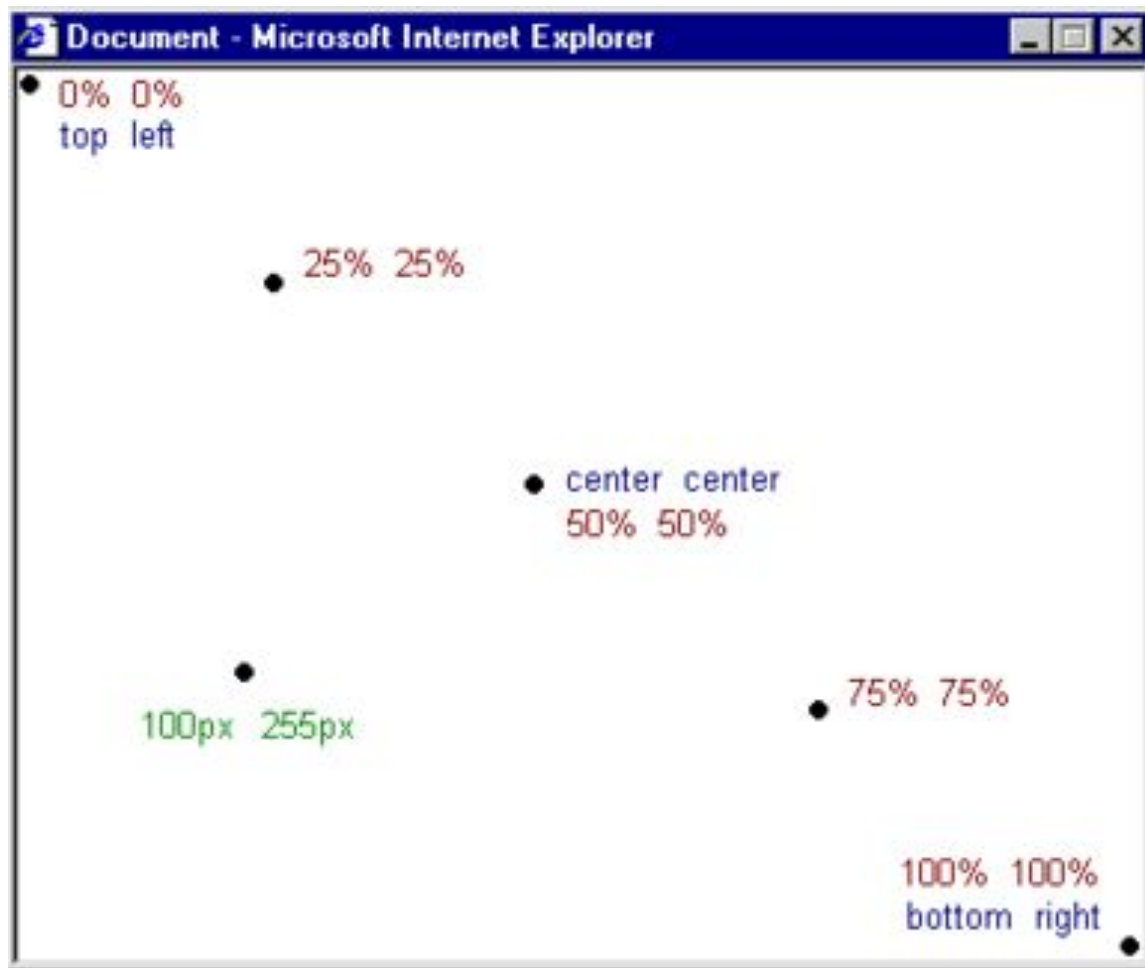 Document - Microsoft Internet Explorer
0% 0%
top left
25% 25%
center center
50% 50%
100px 255px
75% 75%
100% 100%
bottom right